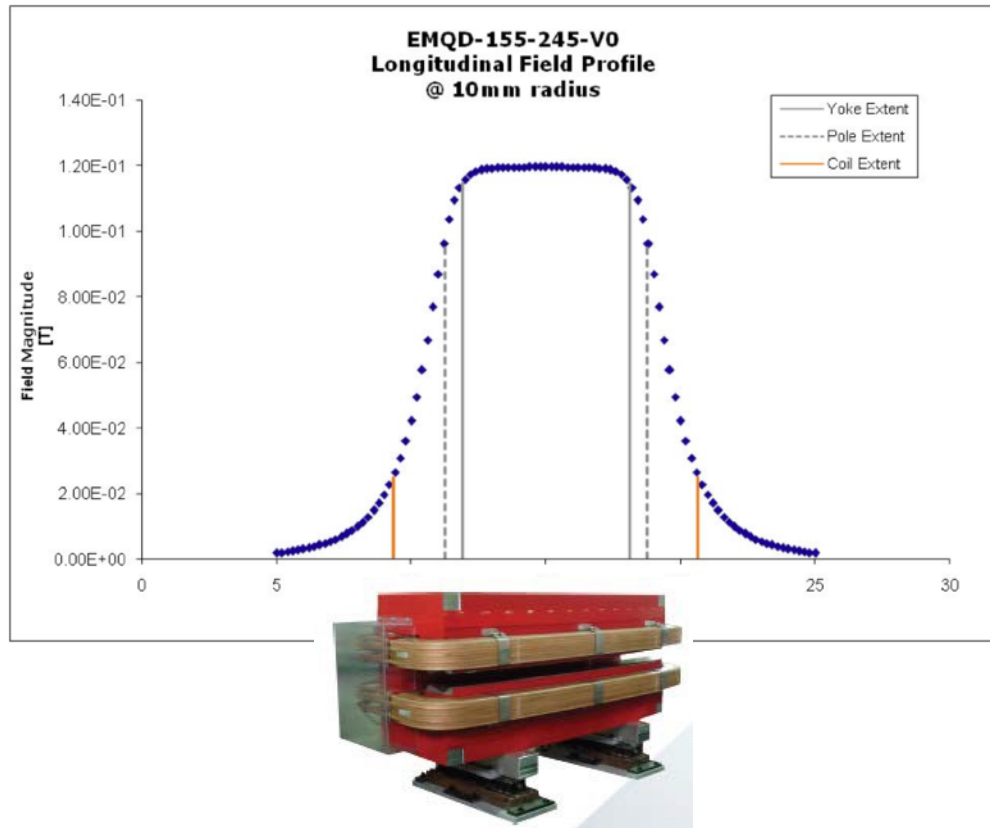 EMQD-155-245-V0
Longitudinal Field Profile
@ 10mm radius
Yoke Extent
Pole Extent
Coil Extent
1.40E-01
1.20E-01
1.00E-01
8.00E-02
6.00E-02
4.00E-02
2.00E-02
0.00E+00
Field Magnitude
[T]
0
5
25
30